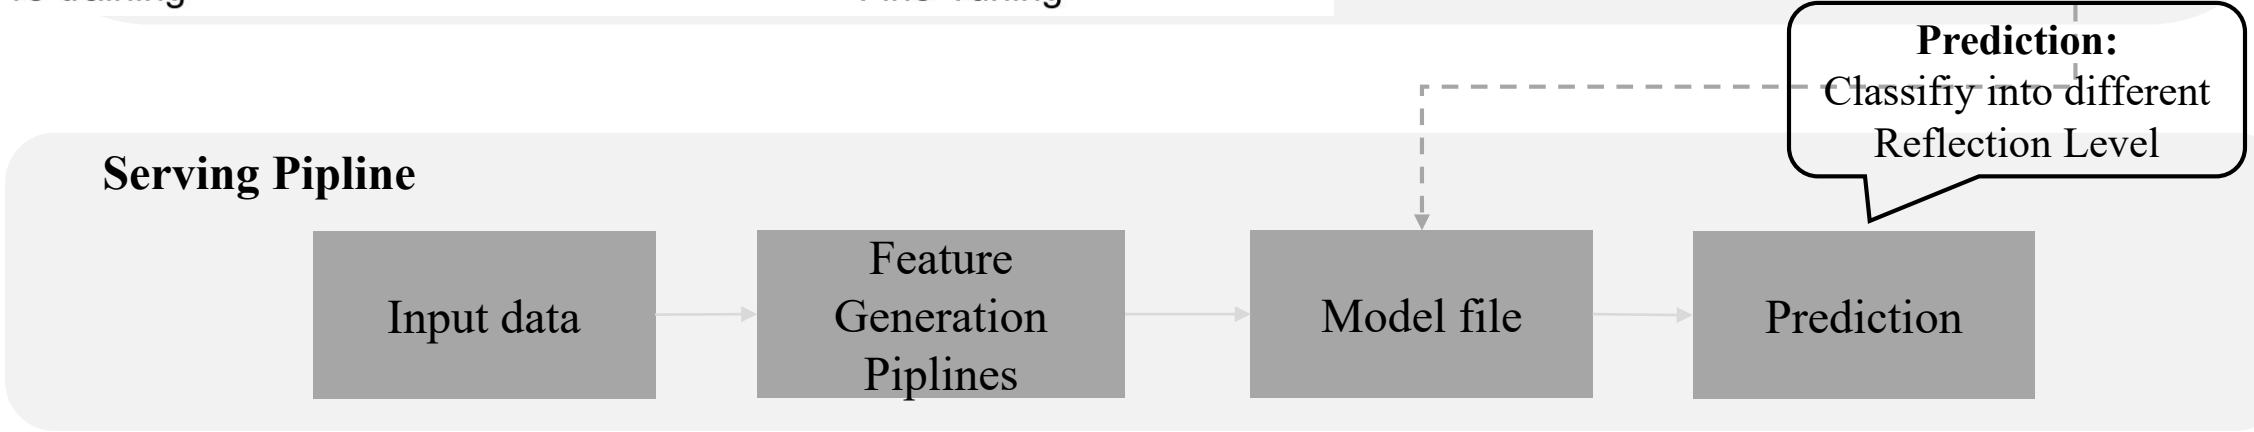 Prediction:
Classifiy into different
Reflection Level
Serving Pipline
Input data
Feature
Generation
Piplines
Model file
Prediction